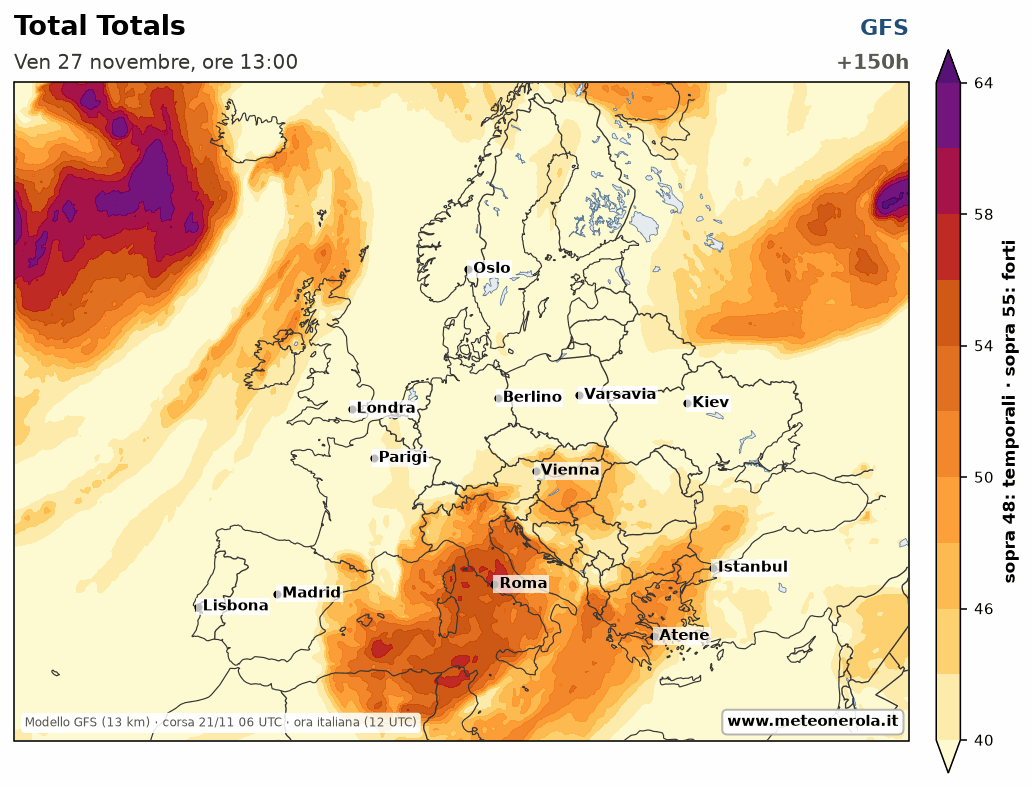 Total Totals
GFS
Ven 27 novembre, ore 13:00
+150h
64
58
54
50
46
40
sopra 48: temporali · sopra 55: forti
Oslo
Berlino
Varsavia
Kiev
Londra
Parigi
Vienna
Istanbul
Roma
Madrid
Lisbona
Atene
Modello GFS (13 km) · corsa 21/11 06 UTC · ora italiana (12 UTC)
www.meteonerola.it